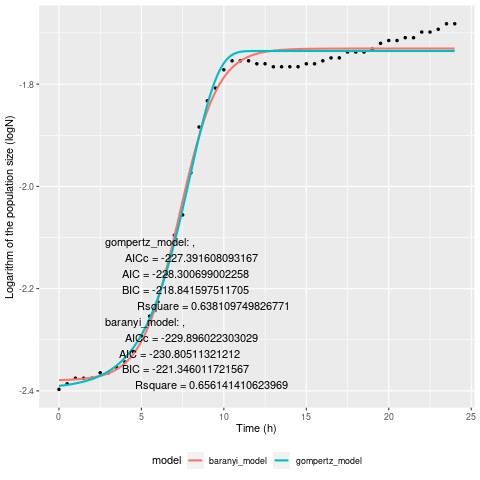 Logarithm of the population size (logN)
-1.8
-2.0
-2.2
-2.4
gompertz_model: ,
AICc = -227.391608093167
AIC = -228.300699002258
BIC = -218.841597511705
Rsquare = 0.638109749826771
baranyi_model: ,
AICc = -229.896022303029
AIC = -230.80511321212
BIC = -221.346011721567
Rsquare = 0.656141410623969
0 5 10 15 20 25
Time (h)
model baranyi_model gompertz_model